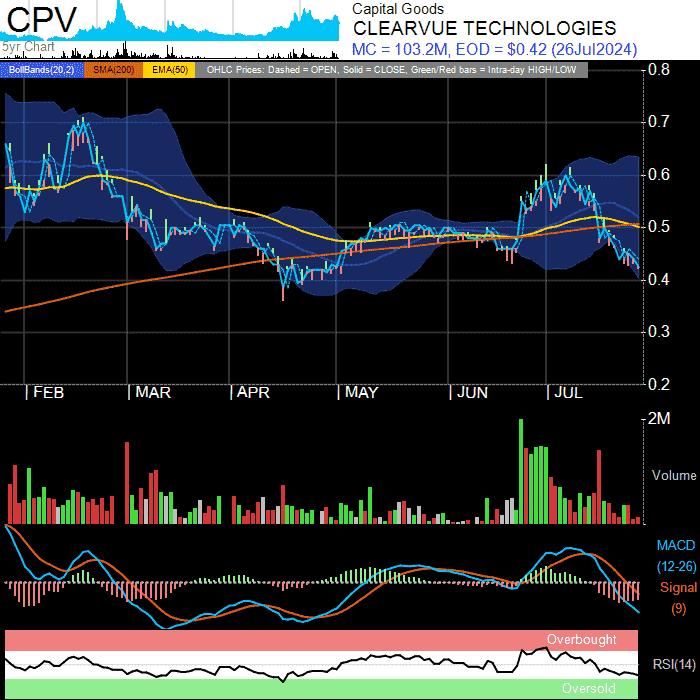 CPV
Capital Goods
CLEARVUE TECHNOLOGIES
5yr Chart
MC = 103.2M, EOD = $0.42 (26Jul2024)
BollBands(20,2) SMA(200) EMA(50) OHLC Prices: Dashed = OPEN, Solid = CLOSE, Green/Red bars = Intra-day HIGH/LOW
0.8
0.7
0.6
0.5
0.4
0.3
0.2
FEB MAR APR MAY JUN JUL
2M
Volume
MACD
(12-26)
Signal
(9)
Overbought
RSI(14)
Oversold